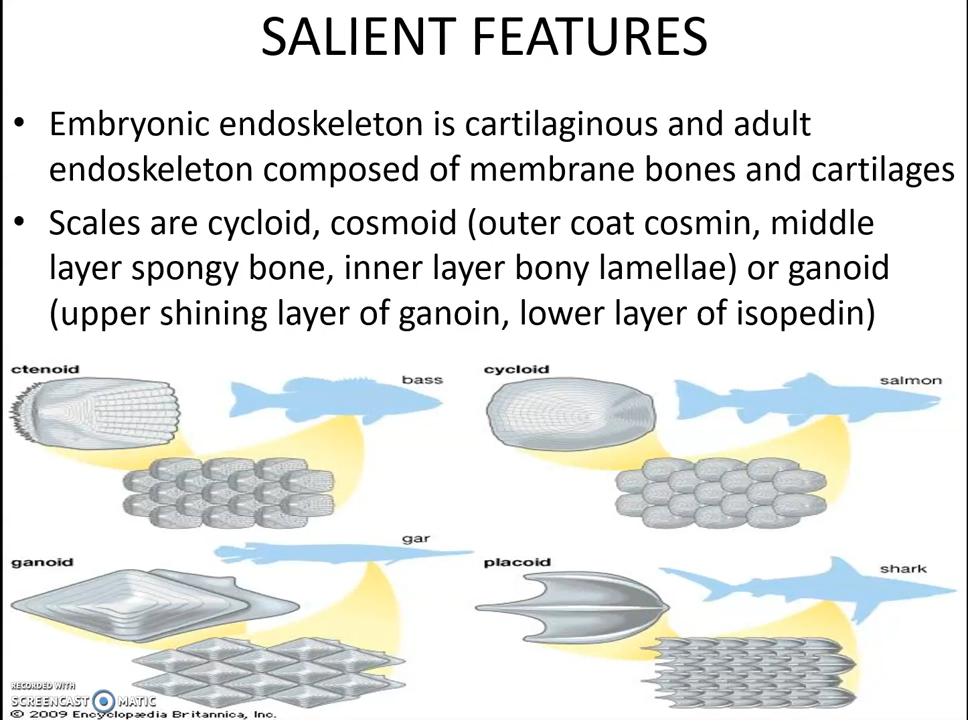 SALIENT FEATURES
• Embryonic endoskeleton is cartilaginous and adult
endoskeleton composed of membrane bones and cartilages
• Scales are cycloid, cosmoid (outer coat cosmin, middle
layer spongy bone, inner layer bony lamellae) or ganoid
(upper shining layer of ganoin, lower layer of isopedin)
ctenoid
bass
cycloid
salmon
ganoid
gar
placoid
shark
RECORDED WITH
SCREENCAST MATIC
© 2009 Encyclopædia Britannica, Inc.